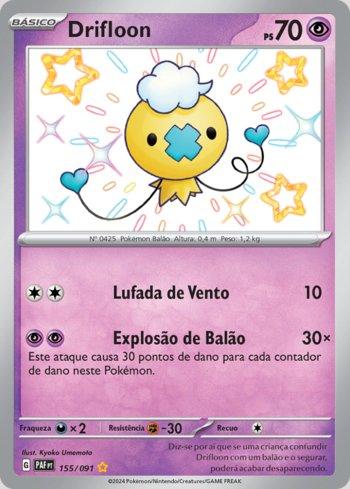 BÁSICO
Drifloon
PS 70
Nº 0425 Pokémon Balão Altura: 0,4 m Peso: 1,2 kg
Lufada de Vento 10
Explosão de Balão 30×
Este ataque causa 30 pontos de dano para cada contador
de dano neste Pokémon.
Fraqueza ×2 Resistência -30 Recuo
Ilust. Kyoko Umemoto
G PAF PT 155/091
Diz-se por aí que se uma criança confundir
Drifloon com um balão e o segurar,
poderá acabar desaparecendo.
©2024 Pokémon/Nintendo/Creatures/GAME FREAK